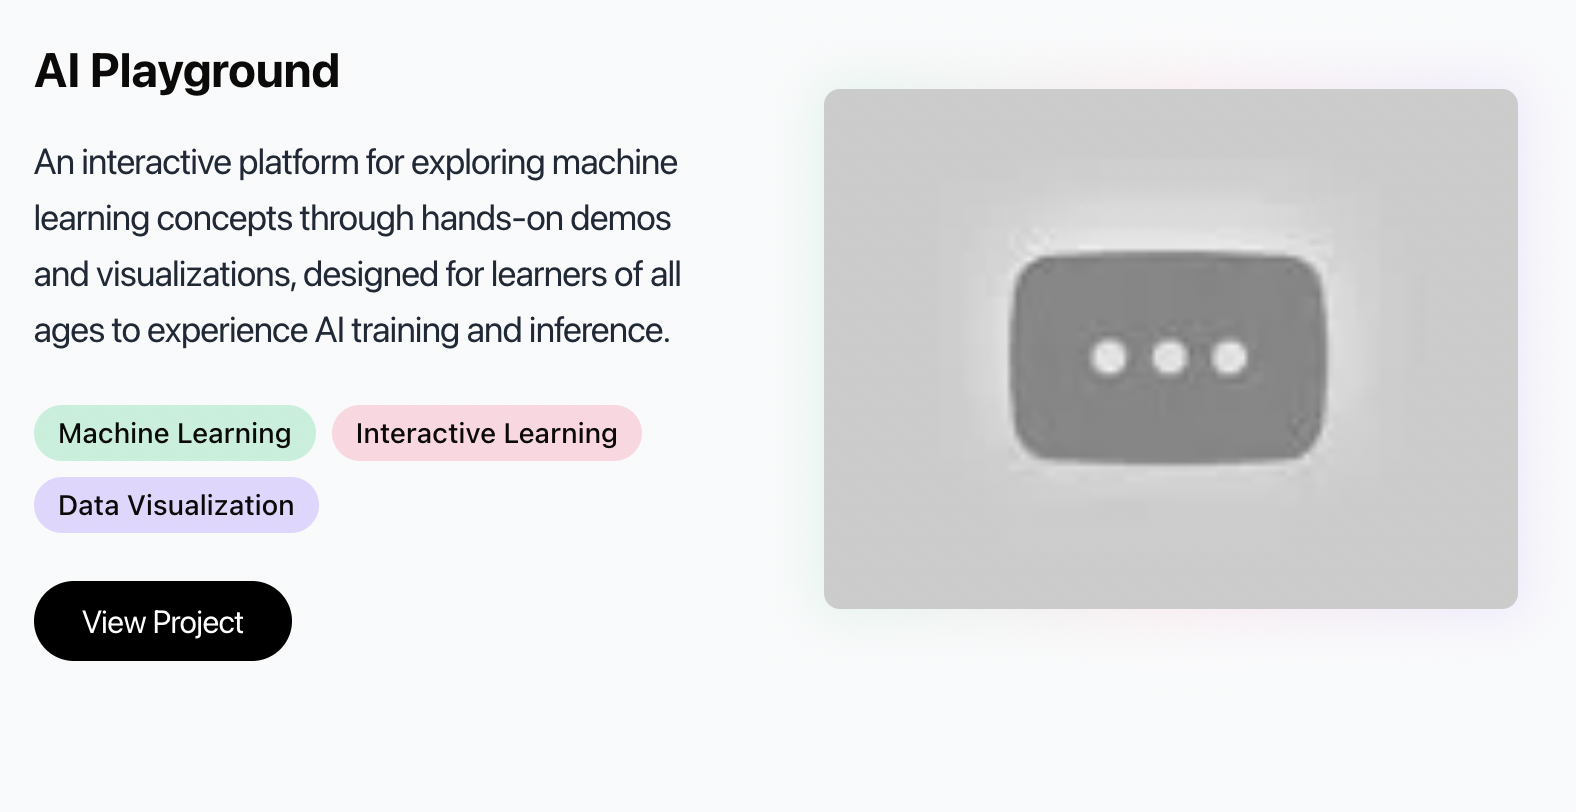 AI Playground
An interactive platform for exploring machine
learning concepts through hands-on demos
and visualizations, designed for learners of all
ages to experience AI training and inference.
Machine Learning
Interactive Learning
Data Visualization
View Project